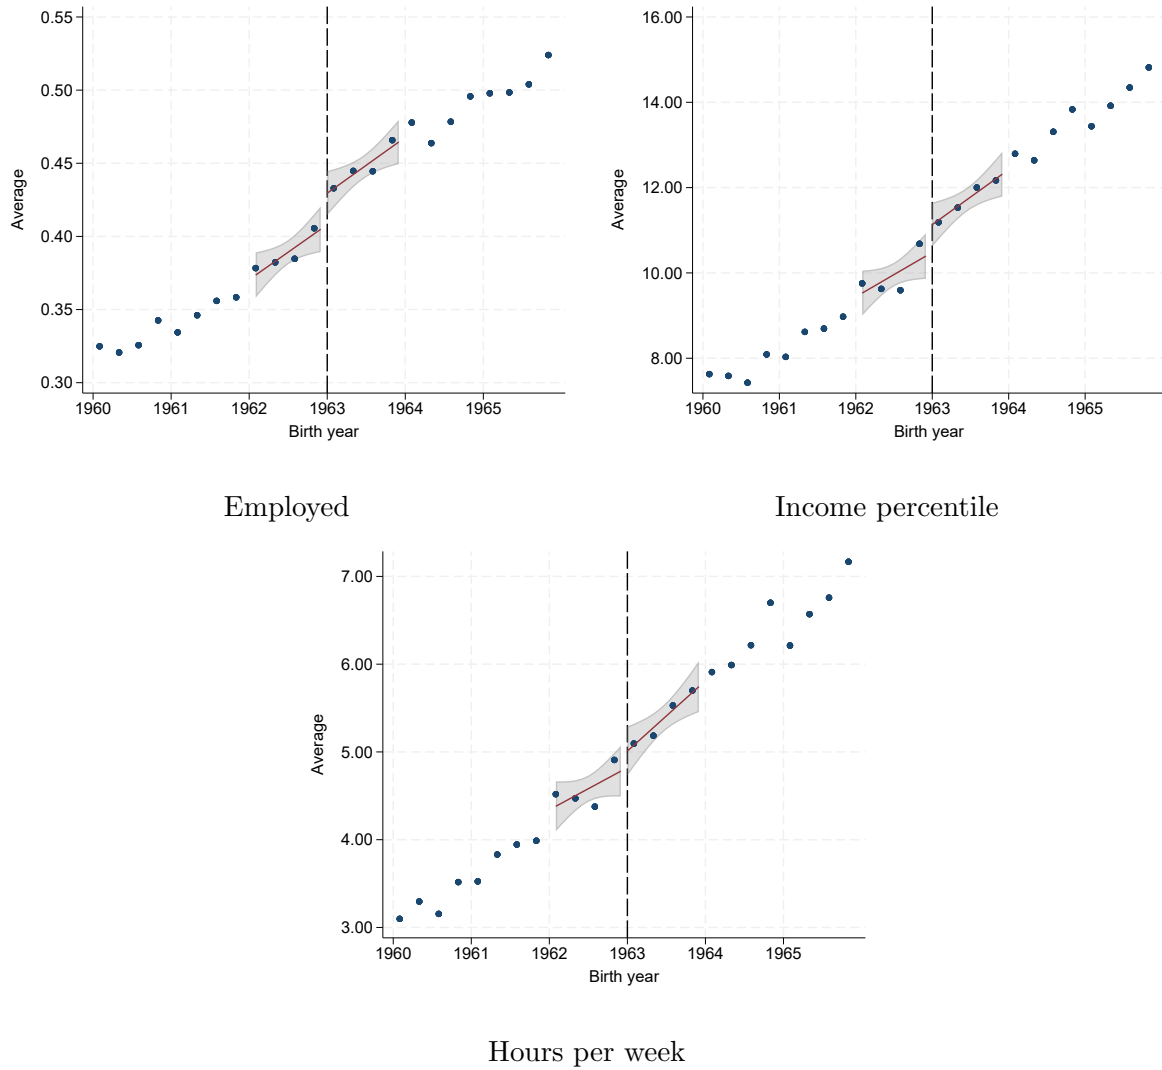 0.55
0.50
0.45
0.40
0.35
0.30
Average
1960 1961 1962 1963 1964 1965
Birth year
Employed
16.00
14.00
12.00
10.00
8.00
Average
1960 1961 1962 1963 1964 1965
Birth year
Income percentile
7.00
6.00
5.00
4.00
3.00
Average
1960 1961 1962 1963 1964 1965
Birth year
Hours per week